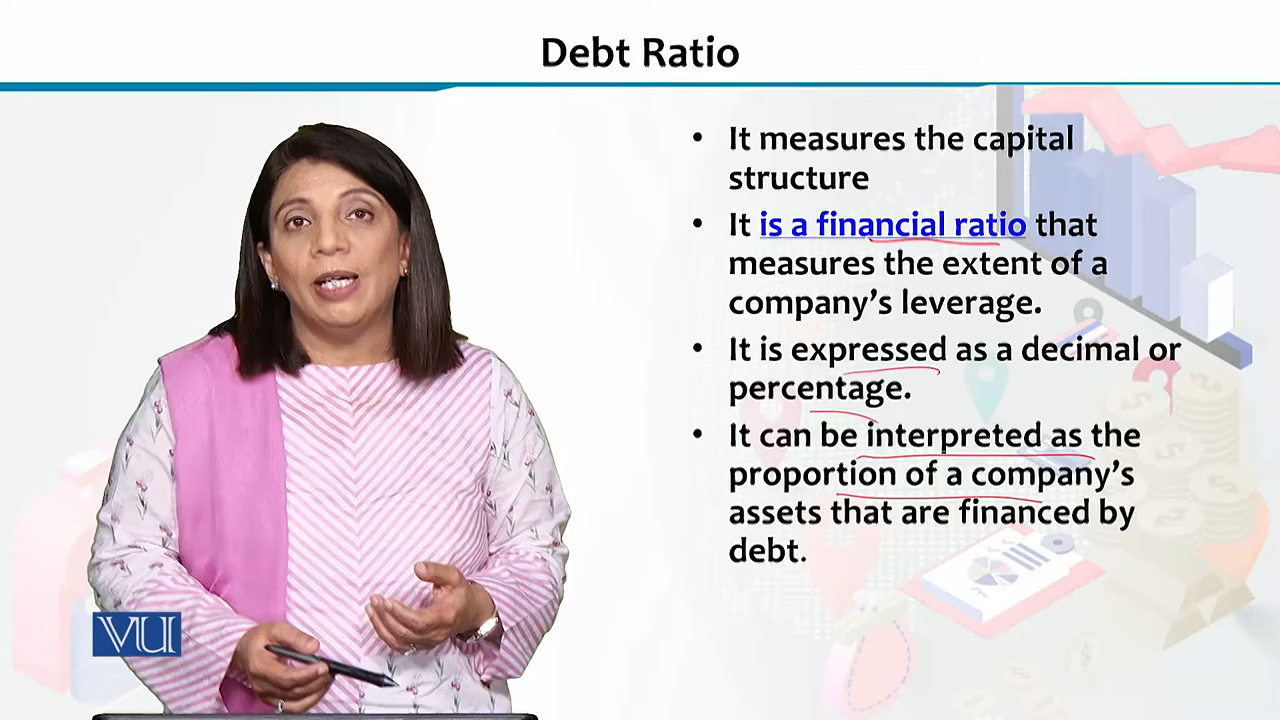 Debt Ratio
• It measures the capital
structure
• It is a financial ratio that
measures the extent of a
company’s leverage.
• It is expressed as a decimal or
percentage.
• It can be interpreted as the
proportion of a company’s
assets that are financed by
debt.
VU